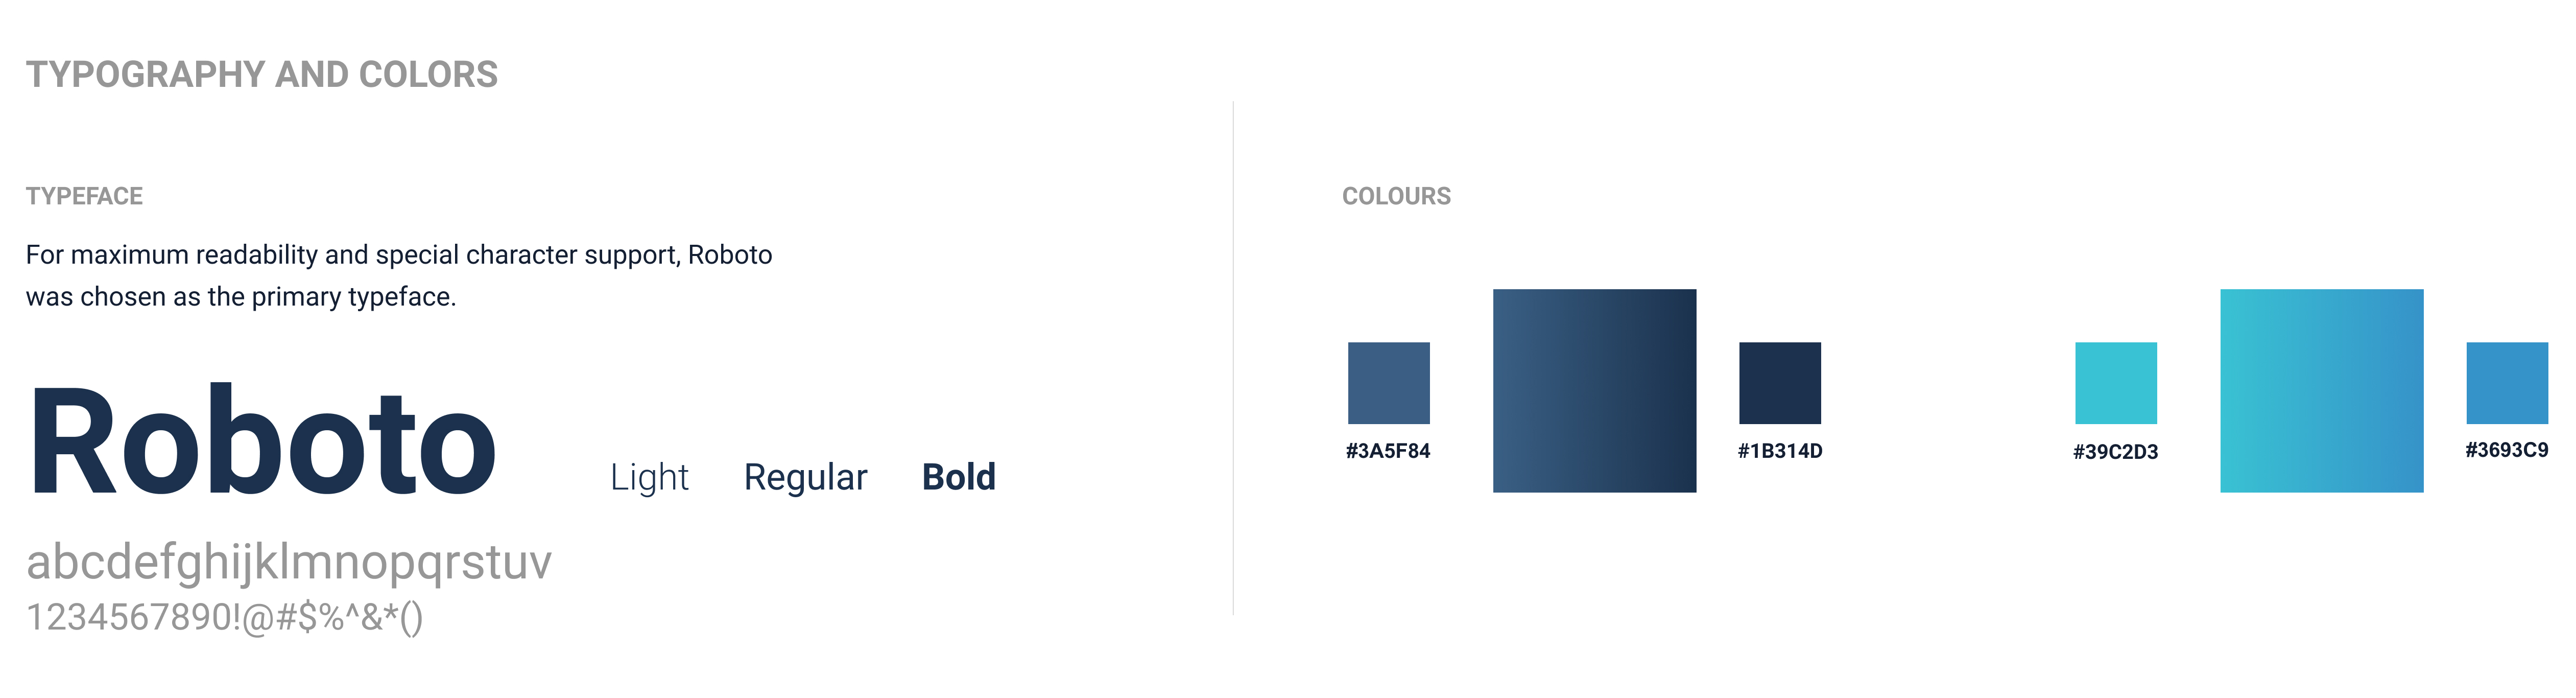 TYPOGRAPHY AND COLORS
TYPEFACE
For maximum readability and special character support, Roboto
was chosen as the primary typeface.
Roboto
Light Regular Bold
abcdefghijklmnopqrstuv
1234567890!@#$%^&*()
COLOURS
#3A5F84
#1B314D
#39C2D3
#3693C9